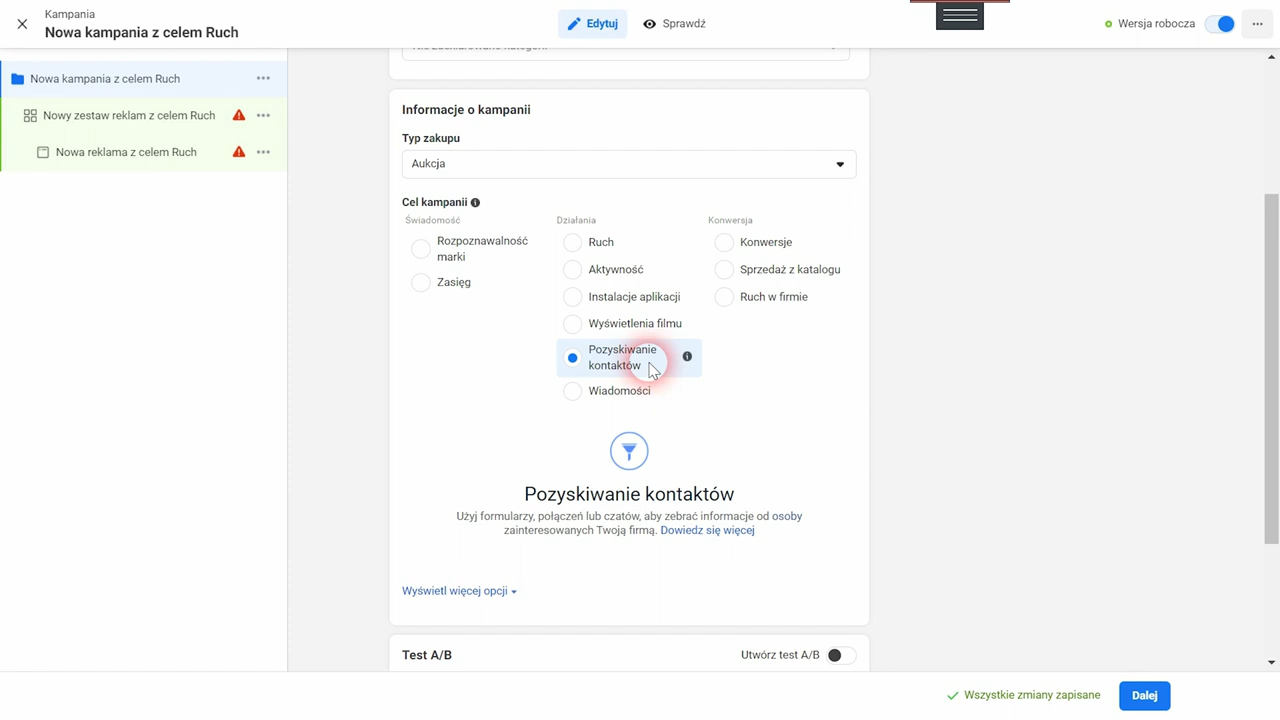 Kampania
Nowa kampania z celem Ruch
Edytuj
Sprawdź
Wersja robocza
Nowa kampania z celem Ruch
Nowy zestaw reklam z celem Ruch
Nowa reklama z celem Ruch
Informacje o kampanii
Typ zakupu
Aukcja
Cel kampanii
Świadomość
Rozpoznawalność
marki
Zasięg
Działania
Ruch
Aktywność
Instalacje aplikacji
Wyświetlenia filmu
Pozyskiwanie
kontaktów
Wiadomości
Konwersja
Konwersje
Sprzedaż z katalogu
Ruch w firmie
Pozyskiwanie kontaktów
Użyj formularzy, połączeń lub czatów, aby zebrać informacje od osoby
zainteresowanych Twoją firmą. Dowiedz się więcej
Wyświetl więcej opcji
Test A/B
Utwórz test A/B
Wszystkie zmiany zapisane
Dalej